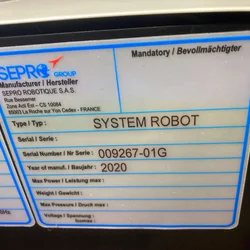 SEPRO GROUP
Mandatory / Bevollmächtigter
Manufacturer / Hersteller
SEPRO ROBOTIQUE S.A.S.
Rue Bessemer
Zone Acti Est - CS 10084
85003 La Roche sur Yon Cedex - FRANCE
Type / Typ : SYSTEM ROBOT
Serial / Serie :
Serial Number / Nr Serie : 009267-01G
Year of manu / Baujahr : 2020
Max Power / Leistung max :
Weight / Gewicht :
Max Pressure / Druck max :
Voltage / Spannung :